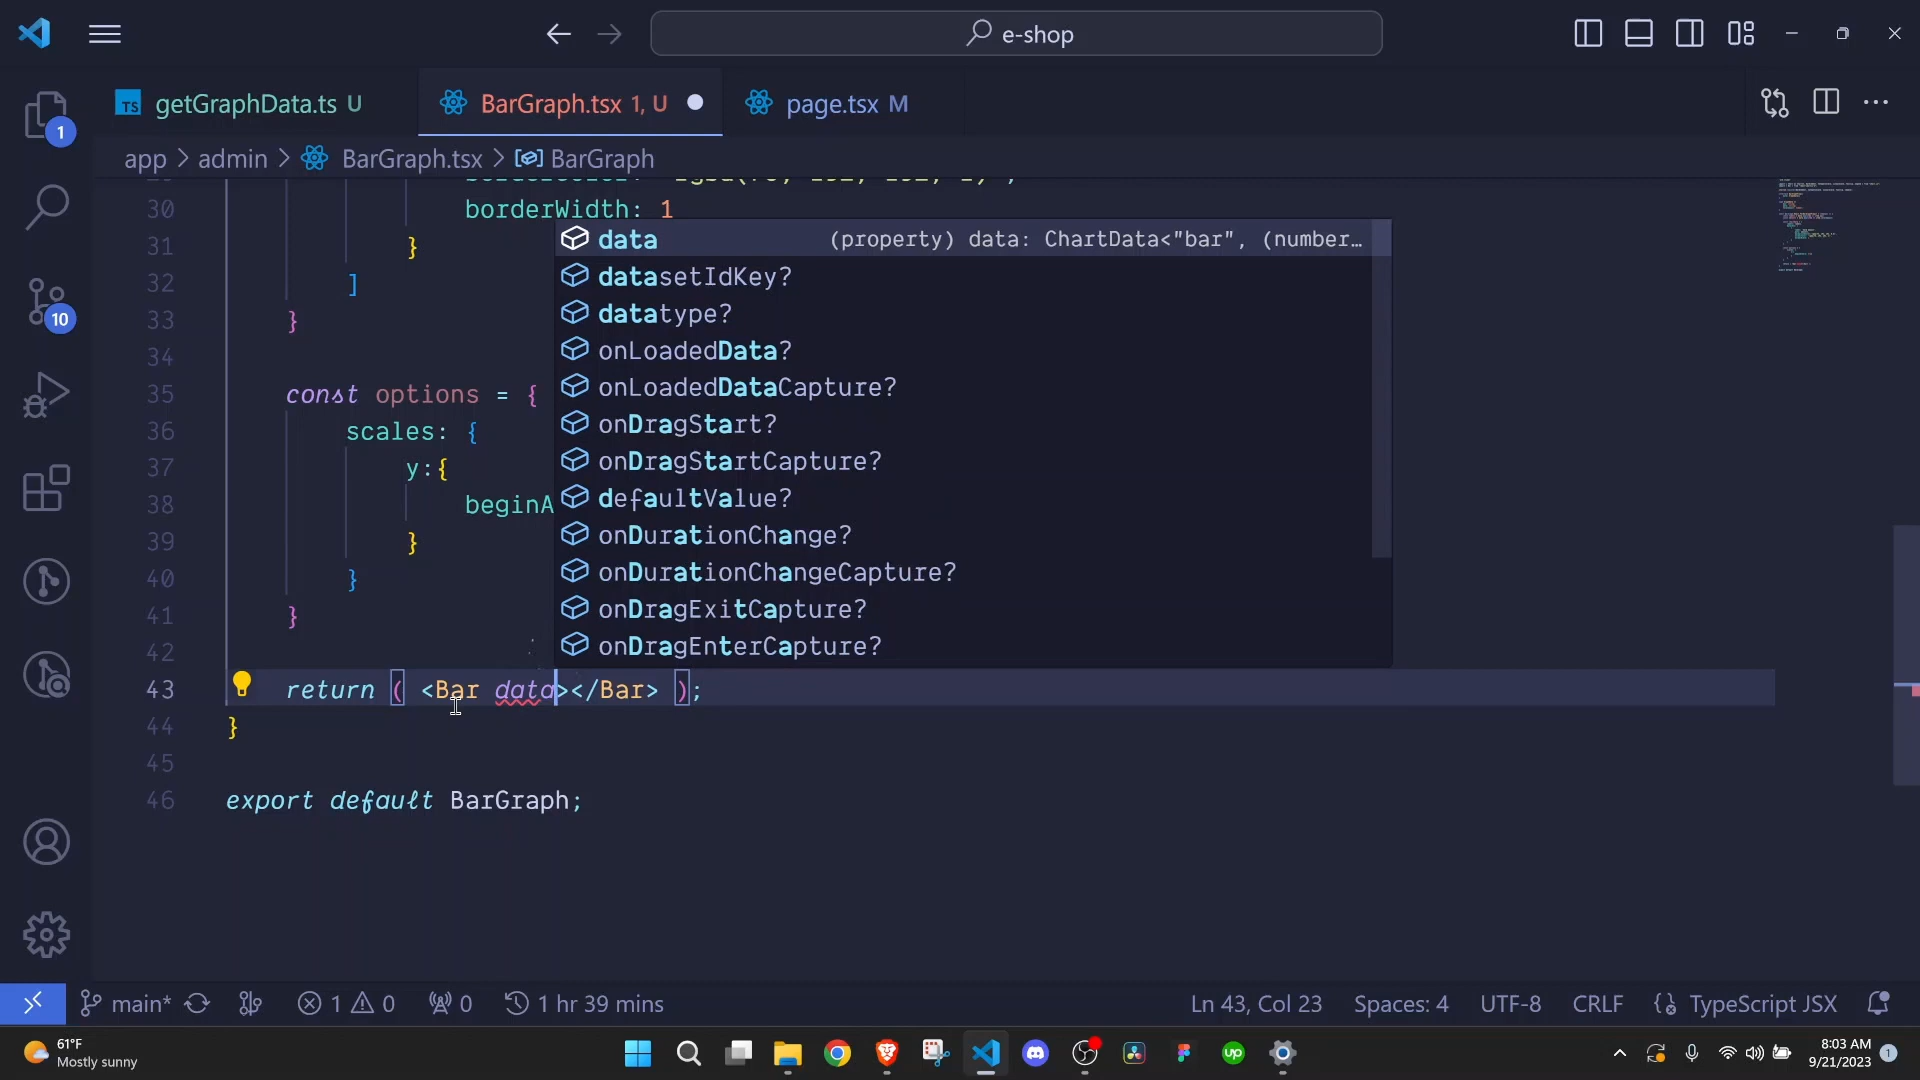 e-shop
TS getGraphData.ts U
BarGraph.tsx 1, U
page.tsx M
1
app > admin > BarGraph.tsx > BarGraph
30 borderWidth: 1
31 }
32 ]
33 }
34
35 const options = {
36 scales: {
37 y:{
38 beginA
39 }
40 }
41 }
42
43 return ( <Bar data></Bar> );
44 }
45
46 export default BarGraph;
data (property) data: ChartData<"bar", (number…
datasetIdKey?
datatype?
onLoadedData?
onLoadedDataCapture?
onDragStart?
onDragStartCapture?
defaultValue?
onDurationChange?
onDurationChangeCapture?
onDragExitCapture?
onDragEnterCapture?
10
main* 1 0 0 1 hr 39 mins Ln 43, Col 23 Spaces: 4 UTF-8 CRLF TypeScript JSX
61°F
Mostly sunny
up
8:03 AM
9/21/2023
1